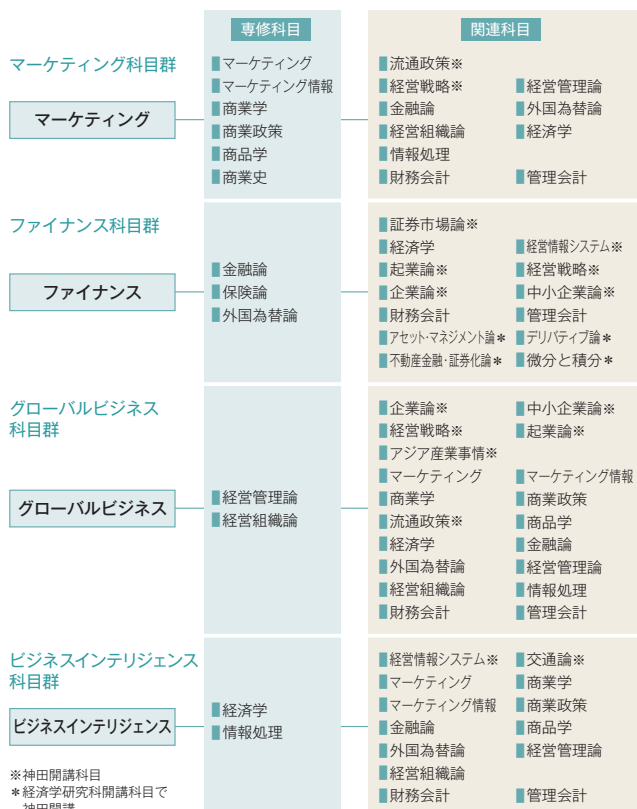 専修科目
関連科目
マーケティング科目群
マーケティング
マーケティング
マーケティング情報
商業学
商業政策
商品学
商業史
流通政策※
経営戦略※ 経営管理論
金融論 外国為替論
経営組織論 経済学
情報処理
財務会計 管理会計
ファイナンス科目群
ファイナンス
金融論
保険論
外国為替論
証券市場論※
経済学 経営情報システム※
起業論※ 経営戦略※
企業論※ 中小企業論※
財務会計 管理会計
アセット・マネジメント論＊ デリバティブ論＊
不動産金融・証券化論＊ 微分と積分＊
グローバルビジネス
科目群
グローバルビジネス
経営管理論
経営組織論
企業論※ 中小企業論※
経営戦略※ 起業論※
アジア産業事情※
マーケティング マーケティング情報
商業学 商業政策
流通政策※ 商品学
経済学 金融論
外国為替論 経営管理論
経営組織論 情報処理
財務会計 管理会計
ビジネスインテリジェンス
科目群
ビジネスインテリジェンス
経済学
情報処理
経営情報システム※ 交通論※
マーケティング 商業学
マーケティング情報 商業政策
金融論 商品学
外国為替論 経営管理論
経営組織論
財務会計 管理会計
※神田開講科目
＊経済学研究科開講科目で
神田開講